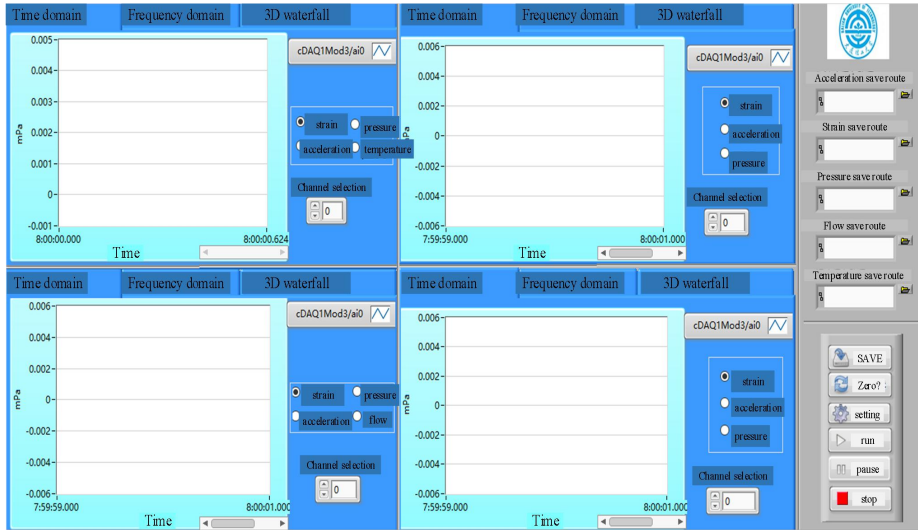 Time domain Frequency domain 3D waterfall
0.005
0.004
0.003
0.002
0.001
0
-0.001
mPa
8:00:00.000 8:00:00.624
Time
cDAQ1Mod3/ai0
strain pressure
acceleration temperature
Channel selection
0
Time domain Frequency domain 3D waterfall
0.006
0.004
0.002
0
-0.002
-0.004
-0.006
mPa
7:59:59.000 8:00:01.000
Time
cDAQ1Mod3/ai0
strain
acceleration
pressure
Channel selection
0
Time domain Frequency domain 3D waterfall
0.006
0.004
0.002
0
-0.002
-0.004
-0.006
mPa
7:59:59.000 8:00:01.000
Time
cDAQ1Mod3/ai0
strain pressure
acceleration flow
Channel selection
0
Time domain Frequency domain 3D waterfall
0.006
0.004
0.002
0
-0.002
-0.004
-0.006
mPa
7:59:59.000 8:00:01.000
Time
cDAQ1Mod3/ai0
strain
acceleration
pressure
Channel selection
0
Acceleration save route
Strain save route
Pressure save route
Flow save route
Temperature save route
SAVE
Zero?
setting
run
pause
stop